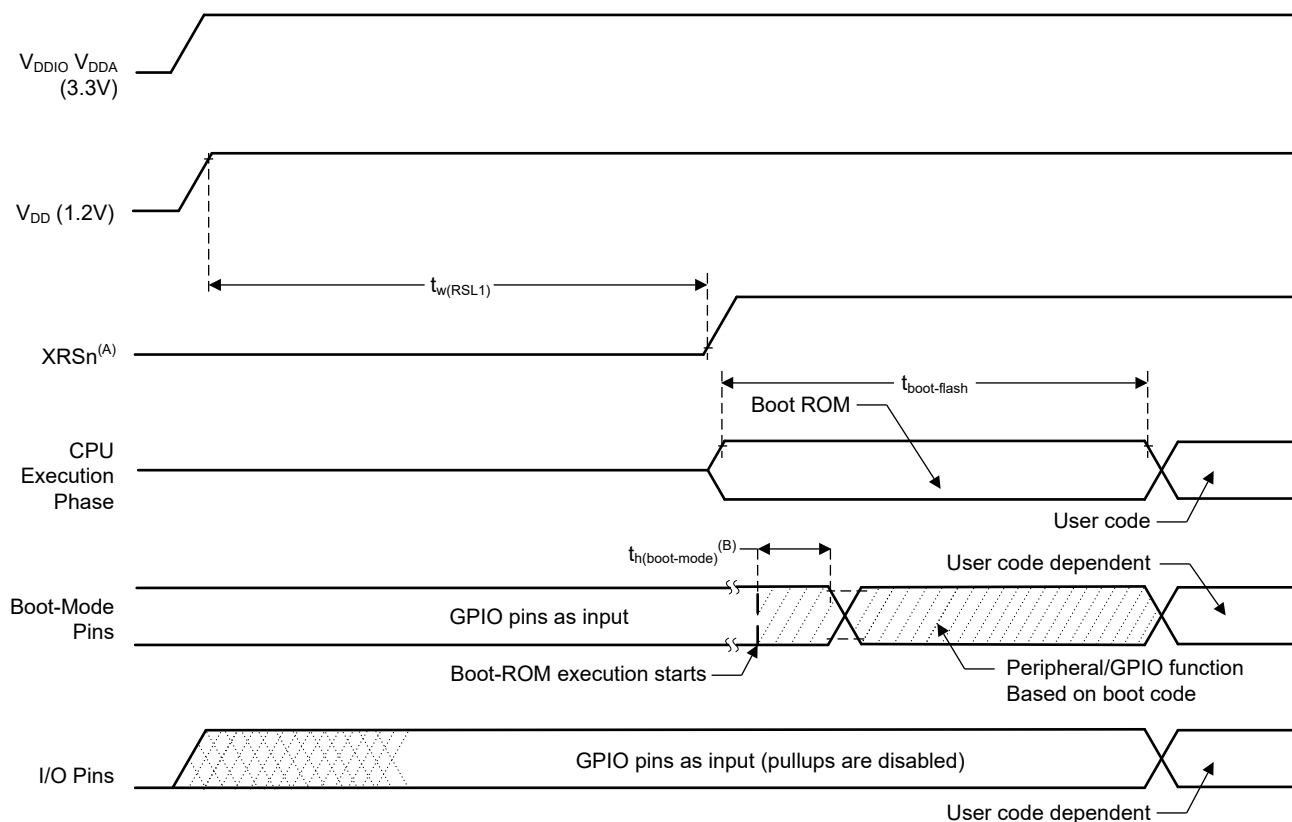 VDDIO VDDA
(3.3V)
VDD (1.2V)
tw(RSL1)
XRSn(A)
tboot-flash
Boot ROM
CPU
Execution
Phase
User code
th(boot-mode)(B)
User code dependent
Boot-Mode
Pins
GPIO pins as input
Boot-ROM execution starts
Peripheral/GPIO function
Based on boot code
I/O Pins
GPIO pins as input (pullups are disabled)
User code dependent